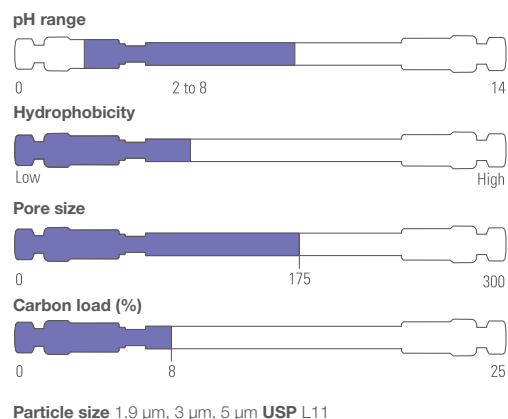 pH range
0 2 to 8 14
Hydrophobicity
Low High
Pore size
0 175 300
Carbon load (%)
0 8 25
Particle size 1.9 µm, 3 µm, 5 µm USP L11